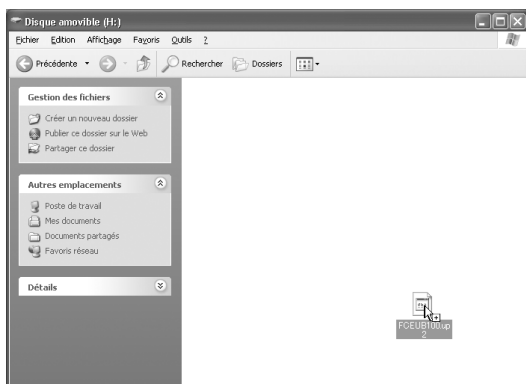 Disque amovible (H:)
Fichier Edition Affichage Favoris Outils ?
Précédente Rechercher Dossiers
Gestion des fichiers
Créer un nouveau dossier
Publier ce dossier sur le Web
Partager ce dossier
Autres emplacements
Poste de travail
Mes documents
Documents partagés
Favoris réseau
Détails
FCEUB100.up
2